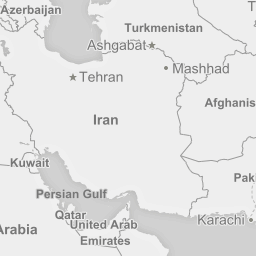 Azerbaijan
Turkmenistan
Ashgabat
Mashhad
Tehran
Afghanis
Iran
Kuwait
Pak
Persian Gulf
Qatar
Karachi
United Arab
Emirates
Arabia